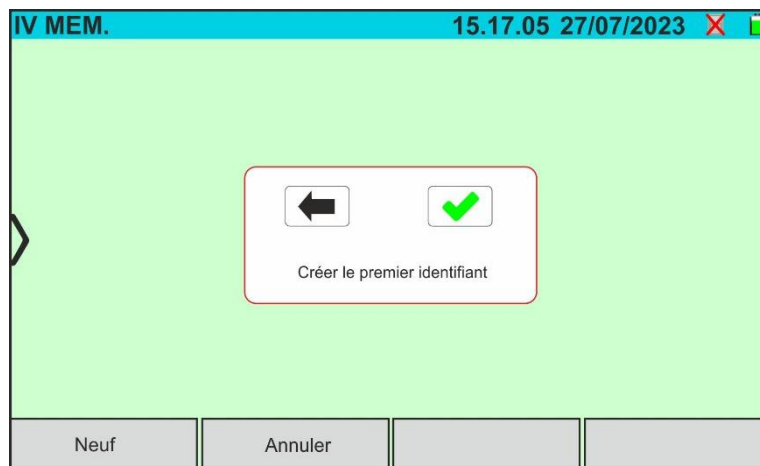 IV MEM. 15.17.05 27/07/2023
Créer le premier identifiant
Neuf Annuler